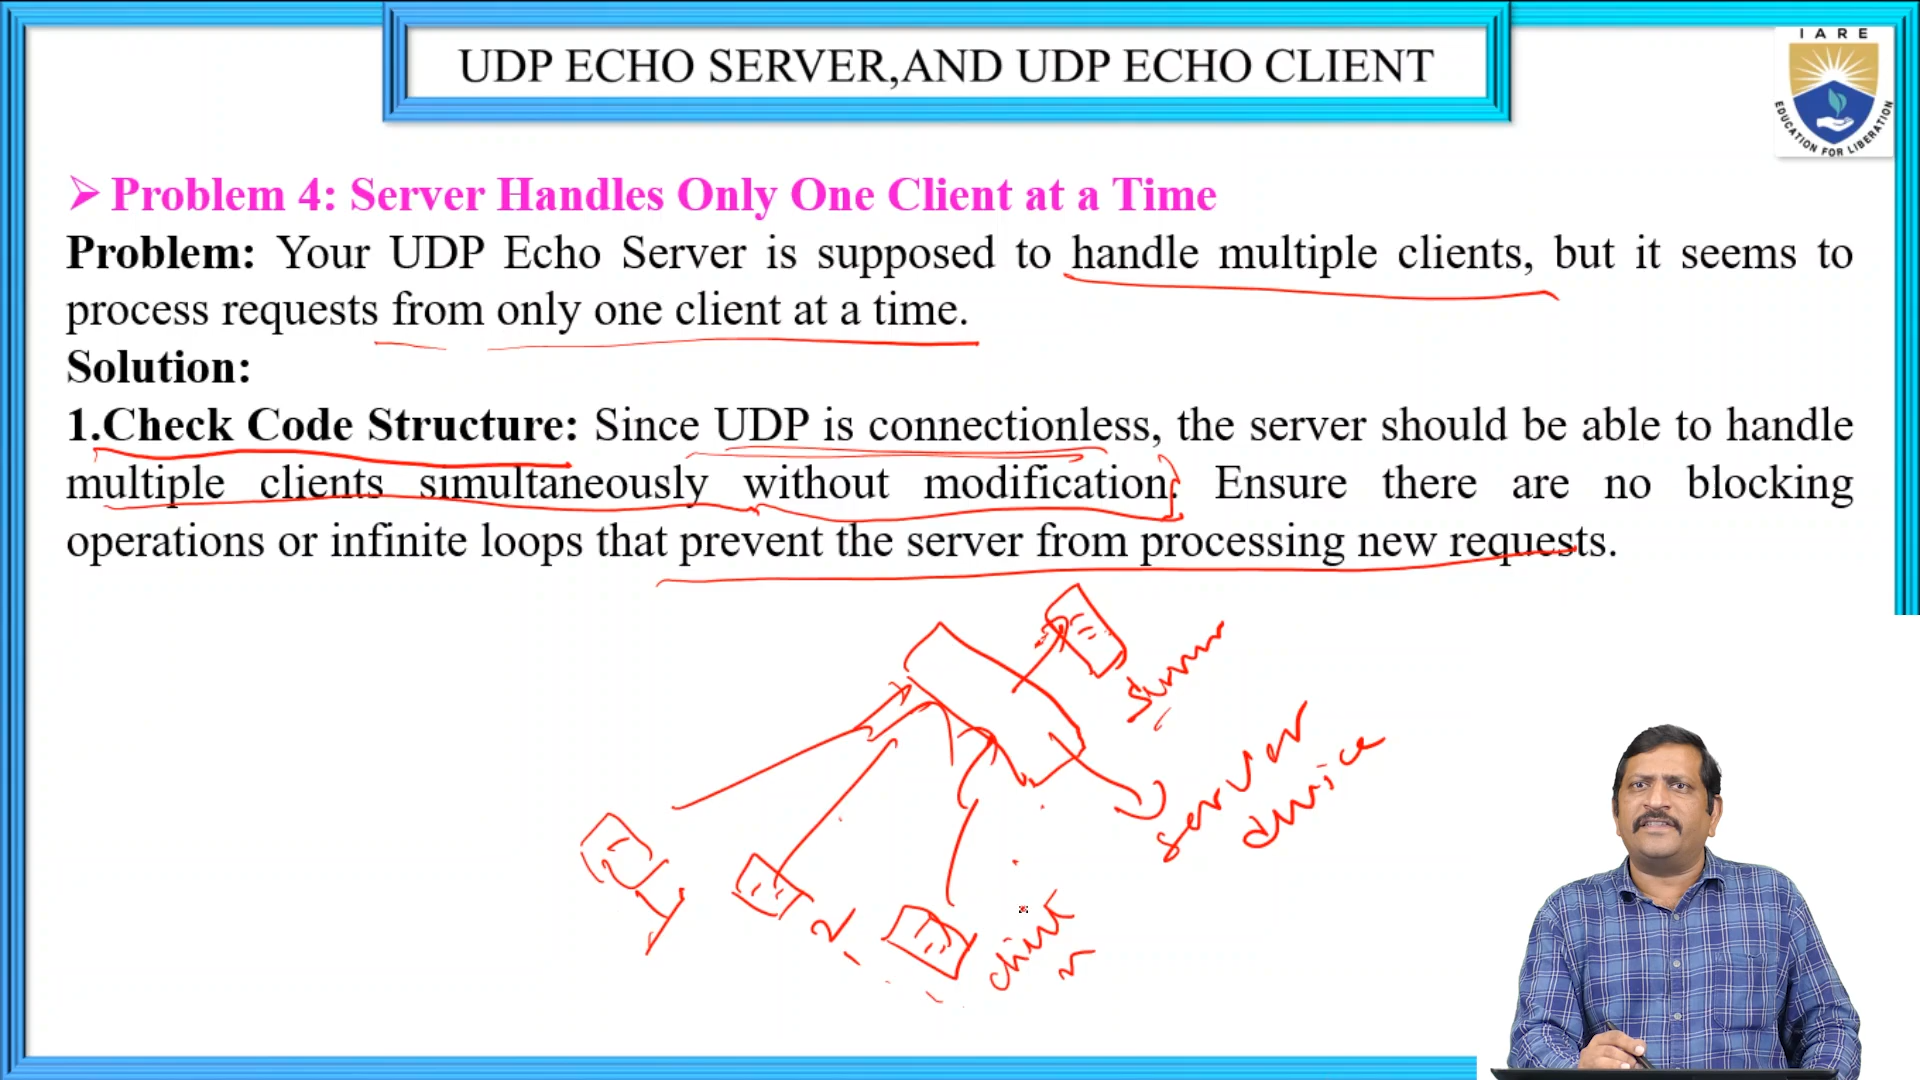 UDP ECHO SERVER,AND UDP ECHO CLIENT
IARE
EDUCATION FOR LIBERATION
➢ Problem 4: Server Handles Only One Client at a Time
Problem: Your UDP Echo Server is supposed to handle multiple clients, but it seems to
process requests from only one client at a time.
Solution:
1.Check Code Structure: Since UDP is connectionless, the server should be able to handle
multiple clients simultaneously without modification. Ensure there are no blocking
operations or infinite loops that prevent the server from processing new requests.
server
device
1
2
client
n